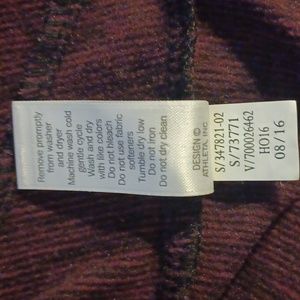 Remove promptly
from washer
and dryer
Machine wash cold
gentle cycle
Wash and dry
with like colors
Do not bleach
Do not use fabric
softeners
Tumble dry low
Do not iron
Do not dry clean
DESIGN ©
ATHLETA, INC.
S/347821-02
S/737771
V/700026462
HO16
08/16